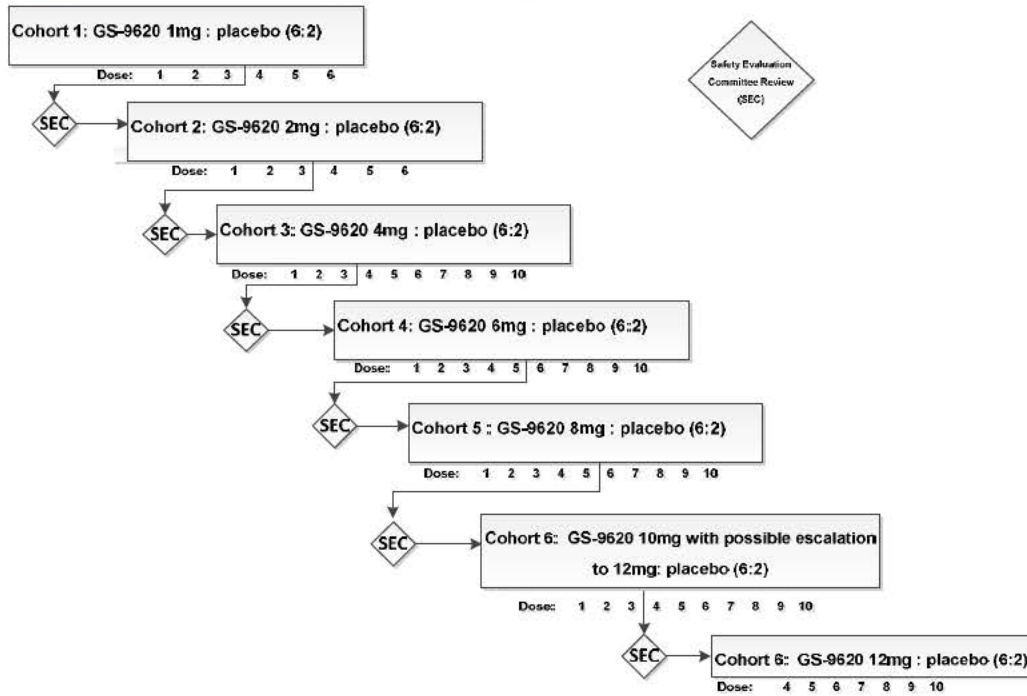 Cohort 1: GS-9620 1mg : placebo (6:2)
Dose: 1 2 3 4 5 6
Safety Evaluation
Committee Review
(SEC)
SEC
Cohort 2: GS-9620 2mg : placebo (6:2)
Dose: 1 2 3 4 5 6
SEC
Cohort 3:: GS-9620 4mg : placebo (6:2)
Dose: 1 2 3 4 5 6 7 8 9 10
SEC
Cohort 4: GS-9620 6mg : placebo (6::2)
Dose:: 1 2 3 4 5 6 7 8 9 10
SEC
Cohort 5 :: GS-9620 8mg : placebo (6:2)
Dose: 1 2 3 4 5 6 7 8 9 10
SEC
Cohort 6:: GS-9620 10mg with possible escalation
to 12mg: placebo (6:2)
Dose:: 1 2 3 4 5 6 7 8 9 10
SEC
Cohort 6:: GS-9620 12mg : placebo (6:2)
Dose: 4 5 6 7 8 9 10